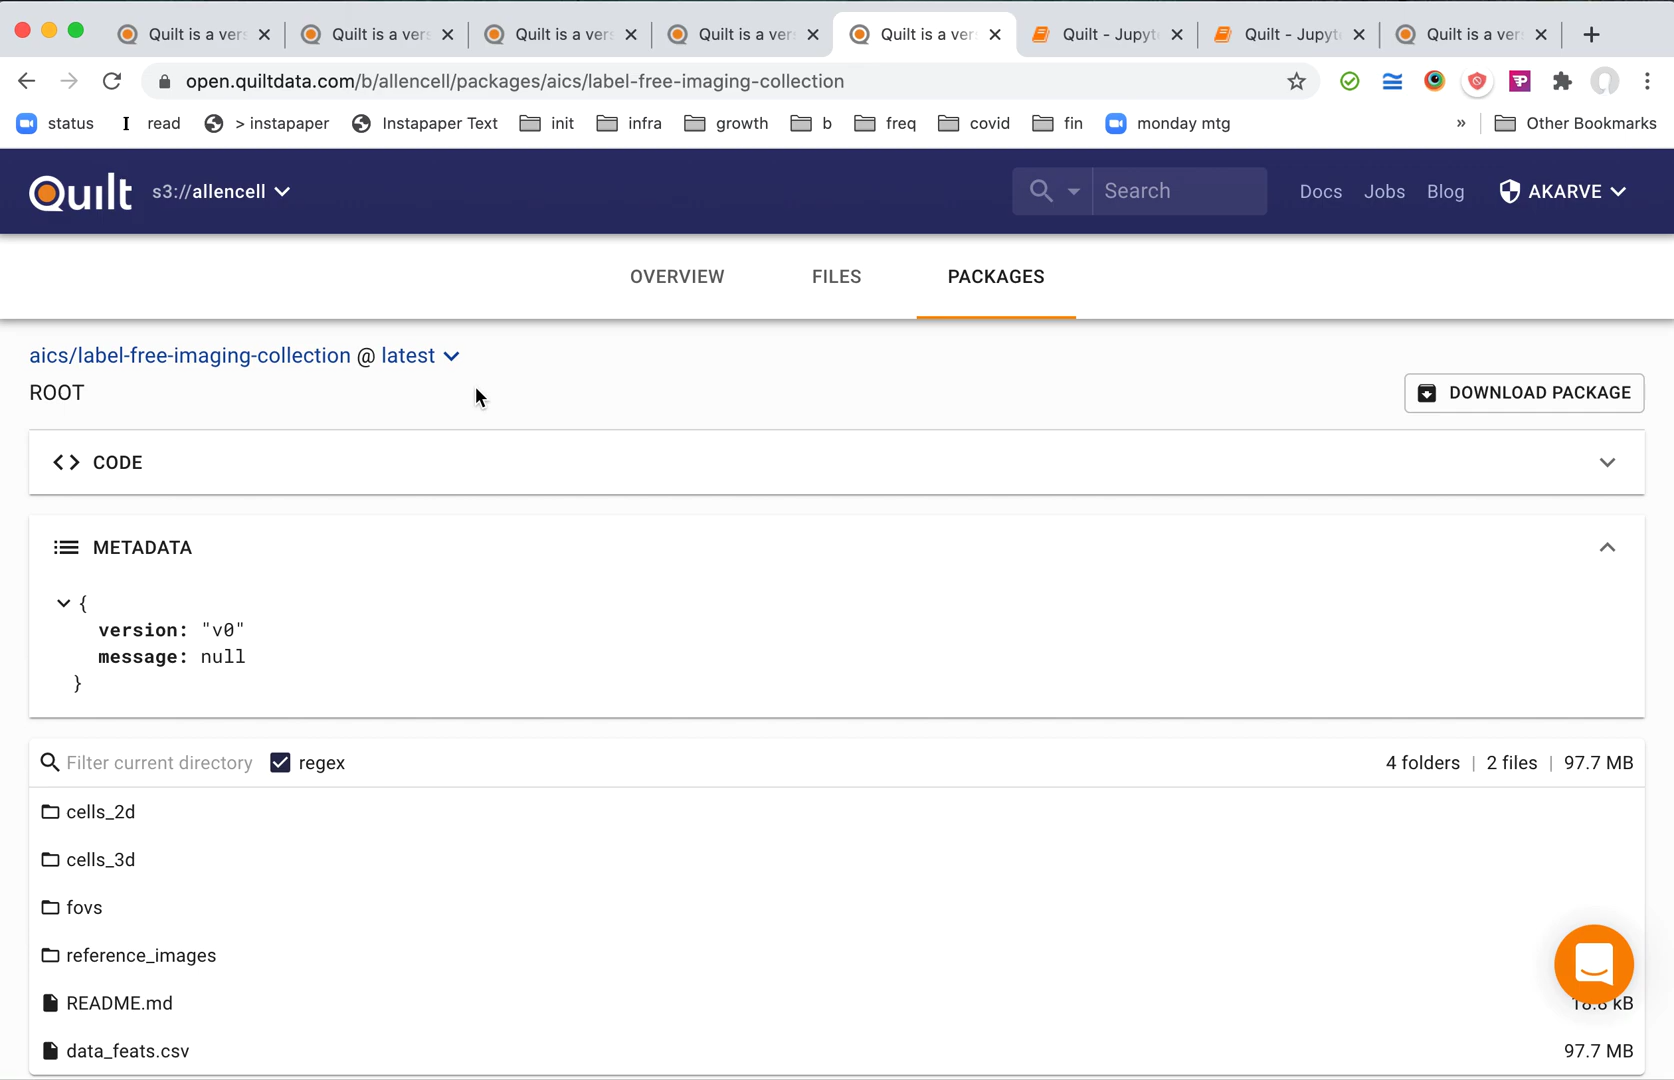 Quilt is a ver
Quilt is a ver
Quilt is a ver
Quilt is a ver
Quilt is a ver
Quilt - Jupyt
Quilt - Jupyt
Quilt is a ver
open.quiltdata.com/b/allencell/packages/aics/label-free-imaging-collection
status
read
> instapaper
Instapaper Text
init
infra
growth
b
freq
covid
fin
monday mtg
»
Other Bookmarks
Quilt
s3://allencell
Search
Docs
Jobs
Blog
AKARVE
OVERVIEW
FILES
PACKAGES
aics/label-free-imaging-collection @ latest
ROOT
DOWNLOAD PACKAGE
<> CODE
METADATA
{
version: "v0"
message: null
}
Filter current directory
regex
4 folders | 2 files | 97.7 MB
cells_2d
cells_3d
fovs
reference_images
README.md
kB
data_feats.csv
97.7 MB